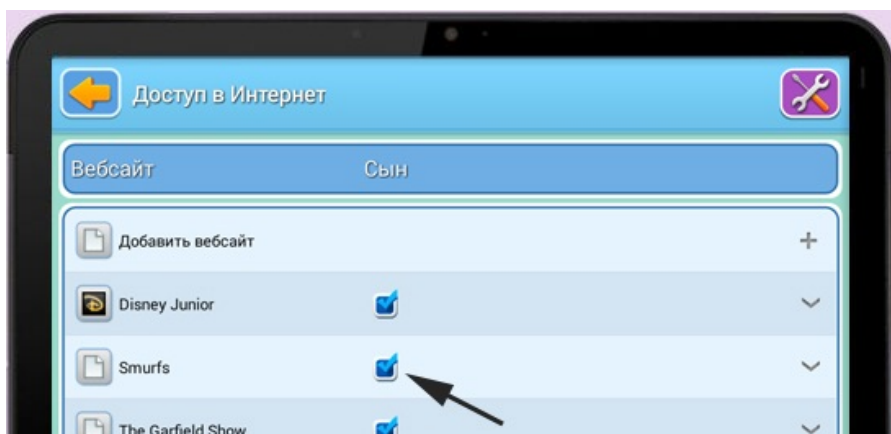 Доступ в Интернет
Вебсайт Сын
Добавить вебсайт
Disney Junior
Smurfs
The Garfield Show